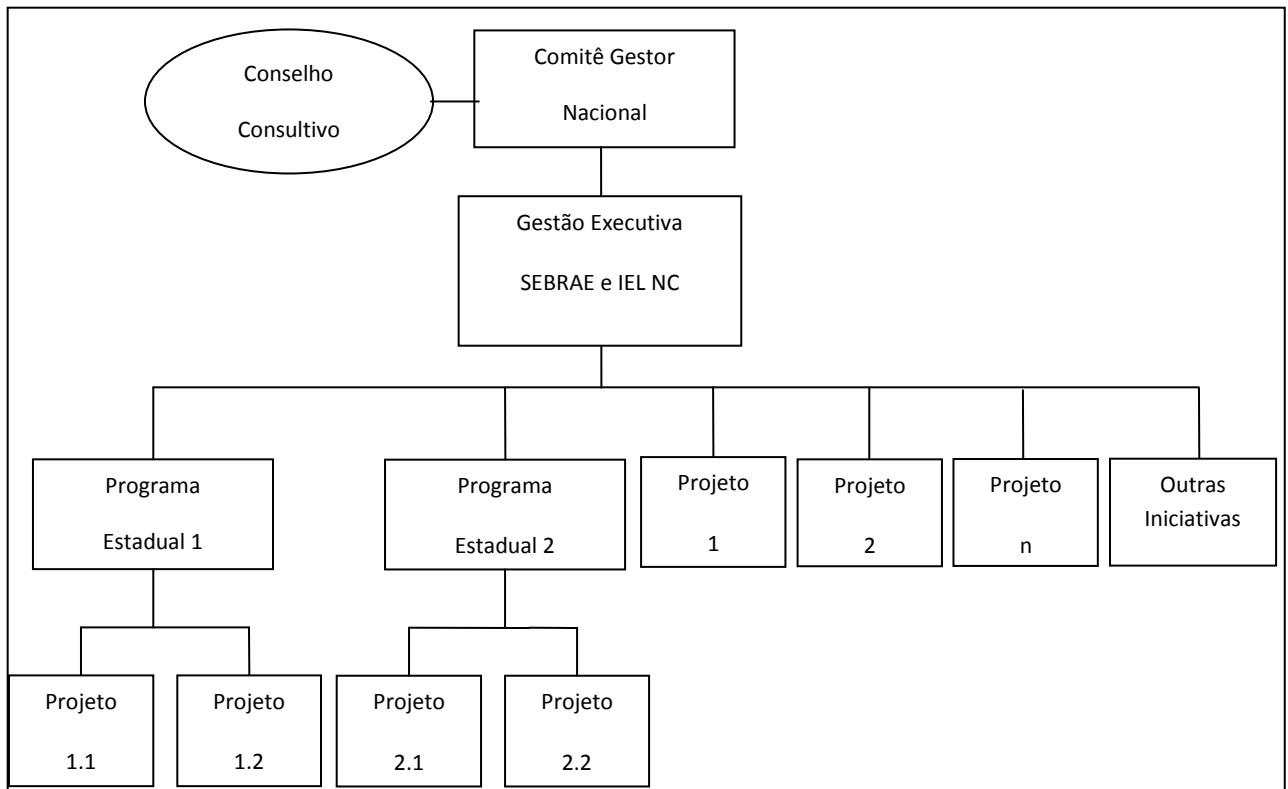 Conselho
Consultivo
Comitê Gestor
Nacional
Gestão Executiva
SEBRAE e IEL NC
Programa
Estadual 1
Programa
Estadual 2
Projeto
1
Projeto
2
Projeto
n
Outras
Iniciativas
Projeto
1.1
Projeto
1.2
Projeto
2.1
Projeto
2.2